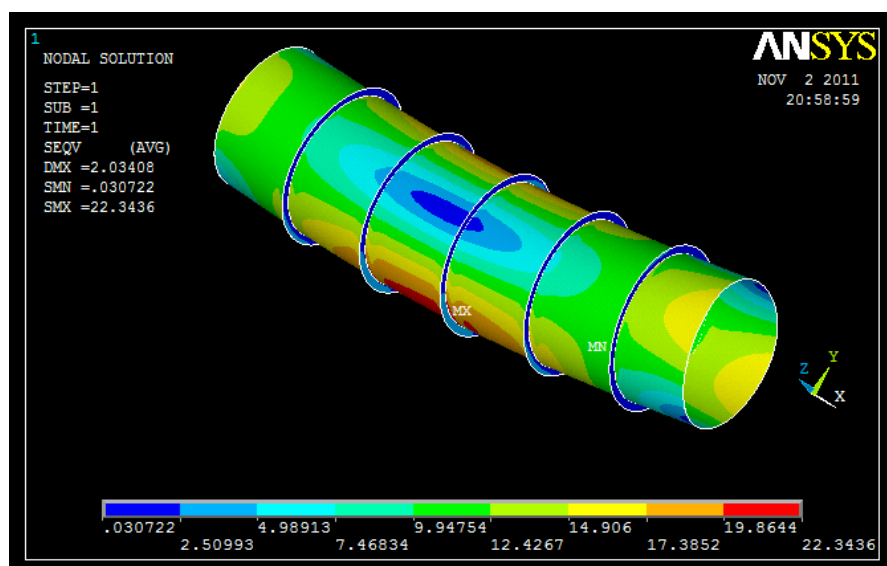 1
NODAL SOLUTION
STEP=1
SUB =1
TIME=1
SEQV (AVG)
DMX =2.03408
SMN =.030722
SMX =22.3436
ANSYS
NOV 2 2011
20:58:59
MX
MN
Z
Y
X
.030722 4.98913 9.94754 14.906 19.8644
2.50993 7.46834 12.4267 17.3852 22.3436